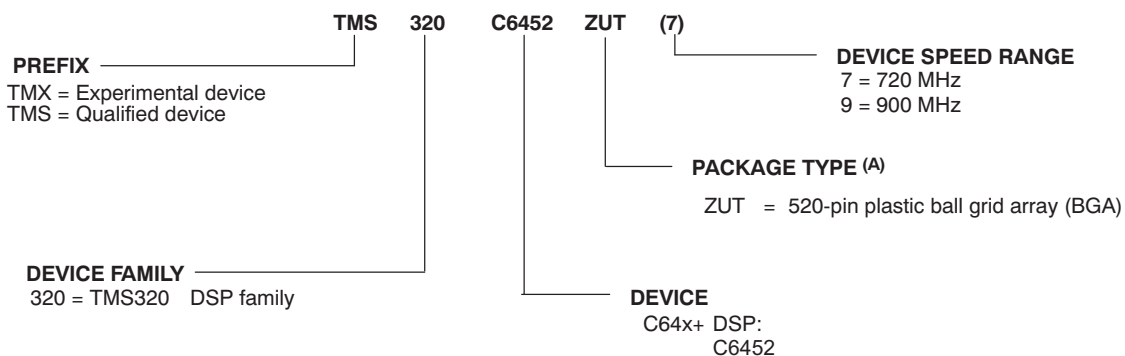 TMS 320 C6452 ZUT (7)
PREFIX
TMX = Experimental device
TMS = Qualified device
DEVICE SPEED RANGE
7 = 720 MHz
9 = 900 MHz
PACKAGE TYPE (A)
ZUT = 520-pin plastic ball grid array (BGA)
DEVICE FAMILY
320 = TMS320 DSP family
DEVICE
C64x+ DSP:
C6452